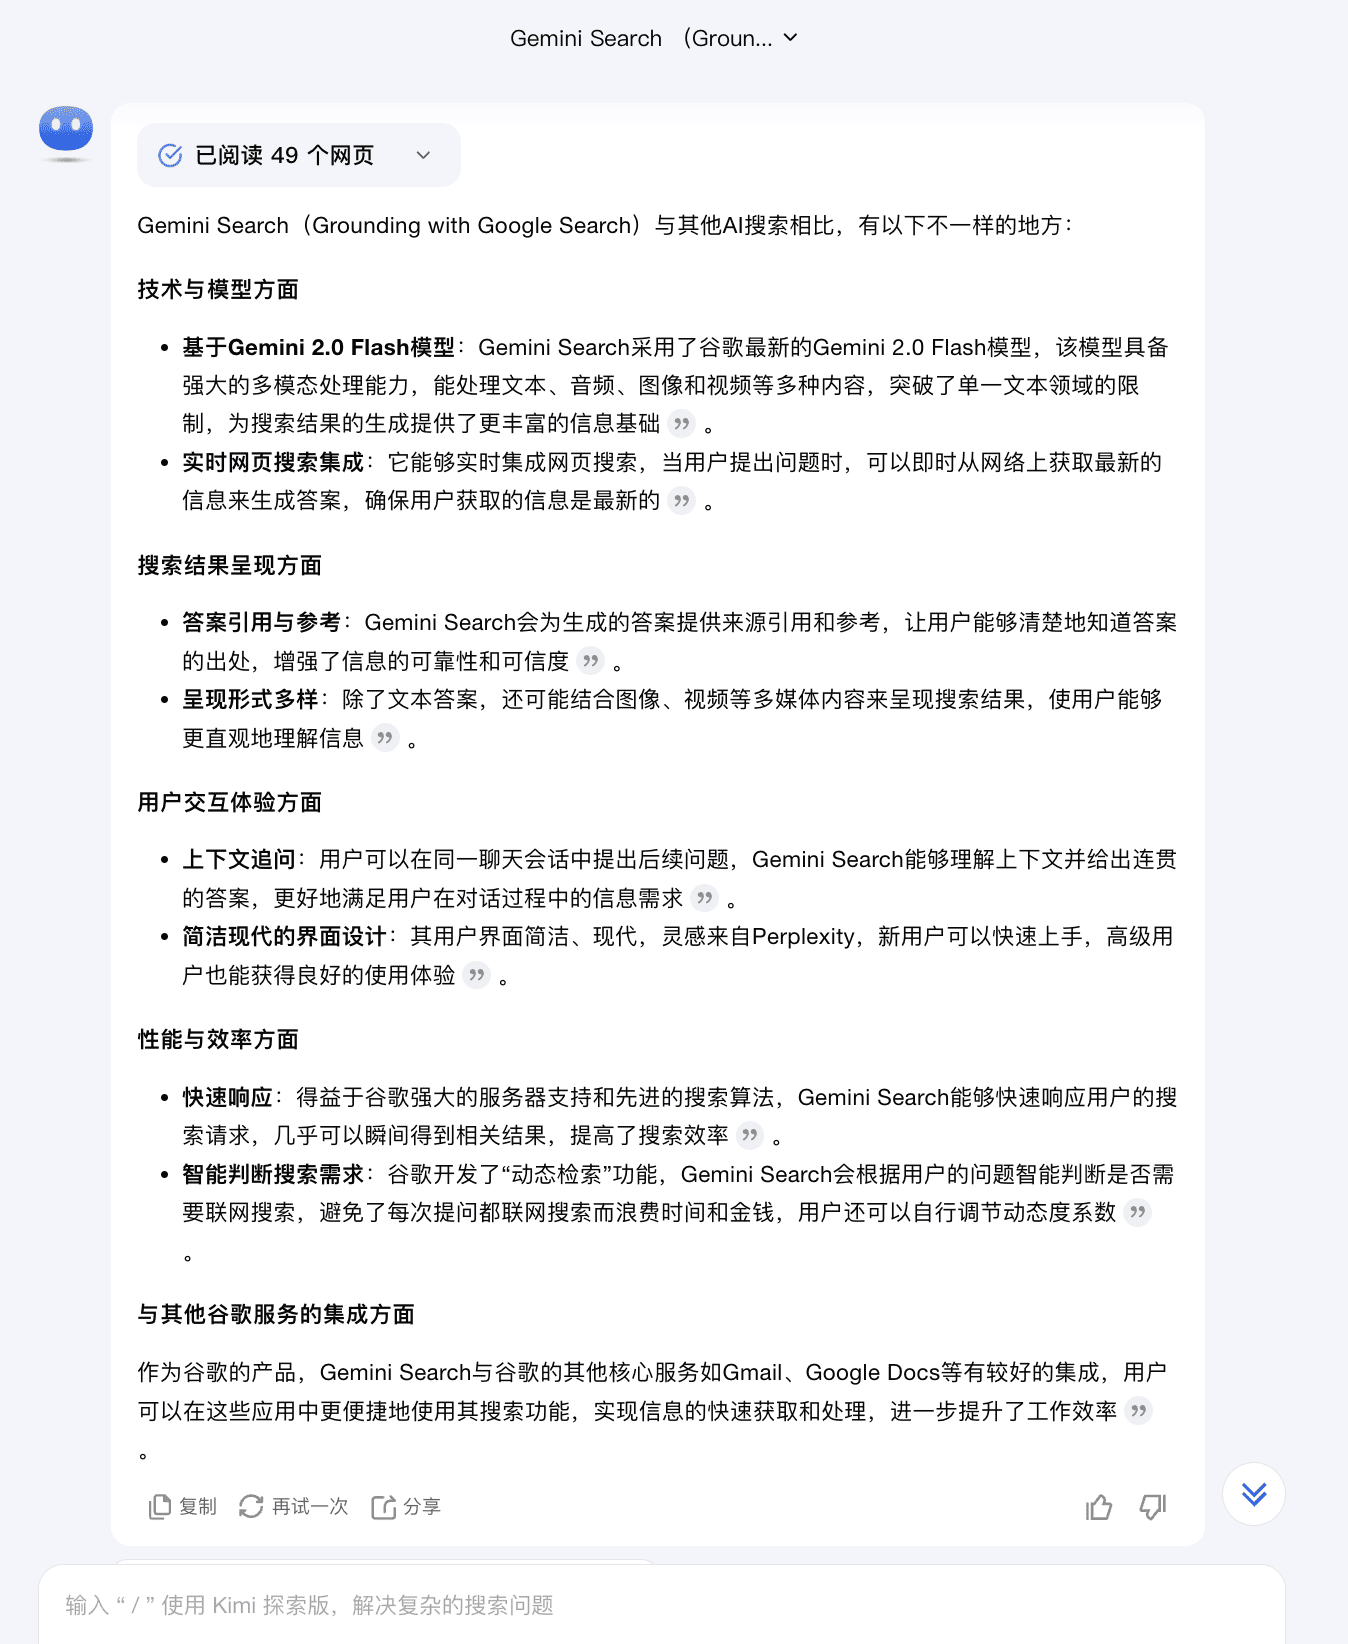 Gemini Search （Groun...
已阅读 49 个网页
Gemini Search（Grounding with Google Search）与其他AI搜索相比，有以下不一样的地方：
技术与模型方面
• 基于Gemini 2.0 Flash模型：Gemini Search采用了谷歌最新的Gemini 2.0 Flash模型，该模型具备
强大的多模态处理能力，能处理文本、音频、图像和视频等多种内容，突破了单一文本领域的限
制，为搜索结果的生成提供了更丰富的信息基础 ” 。
• 实时网页搜索集成：它能够实时集成网页搜索，当用户提出问题时，可以即时从网络上获取最新的
信息来生成答案，确保用户获取的信息是最新的 ” 。
搜索结果呈现方面
• 答案引用与参考：Gemini Search会为生成的答案提供来源引用和参考，让用户能够清楚地知道答案
的出处，增强了信息的可靠性和可信度 ” 。
• 呈现形式多样：除了文本答案，还可能结合图像、视频等多媒体内容来呈现搜索结果，使用户能够
更直观地理解信息 ” 。
用户交互体验方面
• 上下文追问：用户可以在同一聊天会话中提出后续问题，Gemini Search能够理解上下文并给出连贯
的答案，更好地满足用户在对话过程中的信息需求 ” 。
• 简洁现代的界面设计：其用户界面简洁、现代，灵感来自Perplexity，新用户可以快速上手，高级用
户也能获得良好的使用体验 ” 。
性能与效率方面
• 快速响应：得益于谷歌强大的服务器支持和先进的搜索算法，Gemini Search能够快速响应用户的搜
索请求，几乎可以瞬间得到相关结果，提高了搜索效率 ” 。
• 智能判断搜索需求：谷歌开发了“动态检索”功能，Gemini Search会根据用户的问题智能判断是否需
要联网搜索，避免了每次提问都联网搜索而浪费时间和金钱，用户还可以自行调节动态度系数 ”
。
与其他谷歌服务的集成方面
作为谷歌的产品，Gemini Search与谷歌的其他核心服务如Gmail、Google Docs等有较好的集成，用户
可以在这些应用中更便捷地使用其搜索功能，实现信息的快速获取和处理，进一步提升了工作效率 ”
。
复制 再试一次 分享
输入 “ / ” 使用 Kimi 探索版，解决复杂的搜索问题